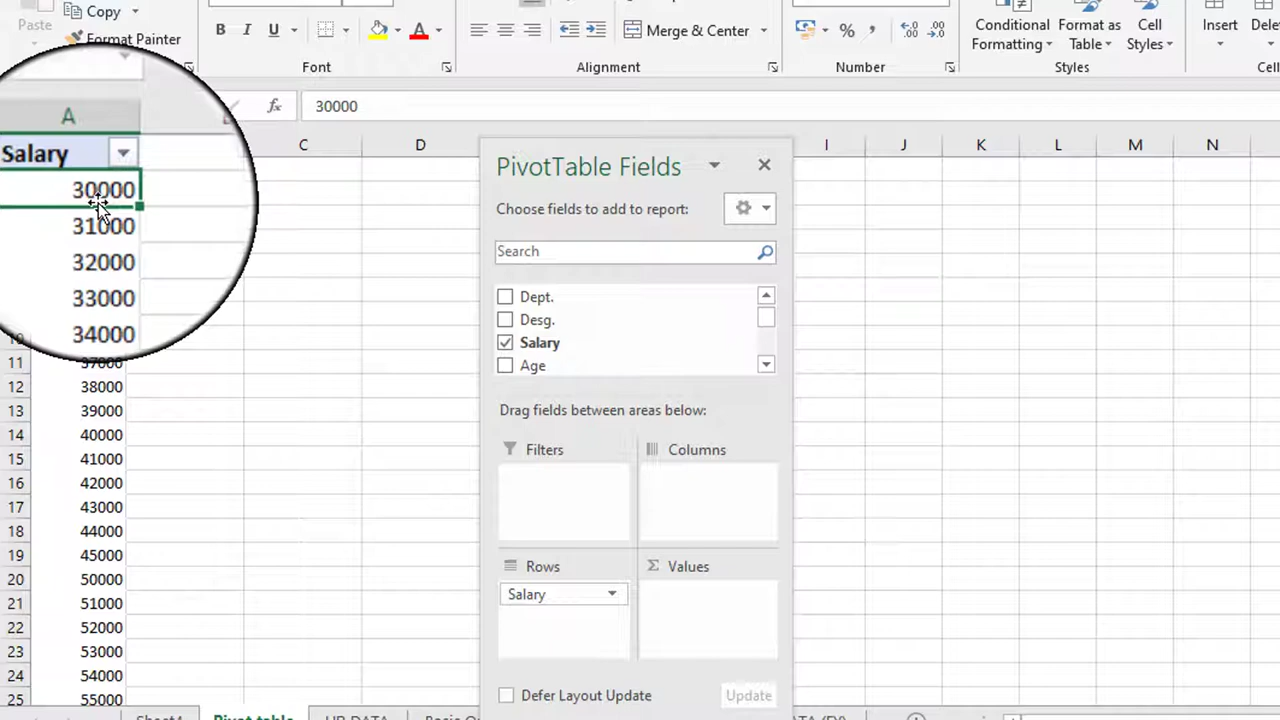 Paste
Copy
Format Painter
B I U
A
Merge & Center
%
,
Conditional
Formatting
Format as
Table
Cell
Styles
Insert
Font
Alignment
Number
Styles
fx
30000
A
C
D
I
J
K
L
M
N
Salary
30000
31000
32000
33000
34000
11 37000
12 38000
13 39000
14 40000
15 41000
16 42000
17 43000
18 44000
19 45000
20 50000
21 51000
22 52000
23 53000
24 54000
25 55000
PivotTable Fields
Choose fields to add to report:
Search
Dept.
Desg.
Salary
Age
Drag fields between areas below:
Filters
Columns
Rows
Σ Values
Salary
Defer Layout Update
Update
Sheet4
Pivot table
HR DATA